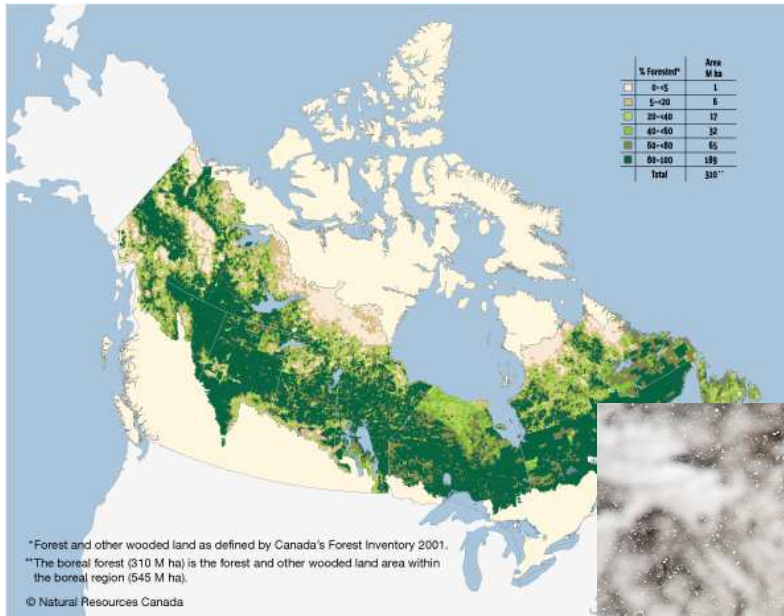 % Forested* Area M ha
0-<5 1
5-<20 6
20-<40 17
40-<60 32
60-<80 65
80-100 189
Total 310**
*Forest and other wooded land as defined by Canada's Forest Inventory 2001.
**The boreal forest (310 M ha) is the forest and other wooded land area within
the boreal region (545 M ha).
© Natural Resources Canada